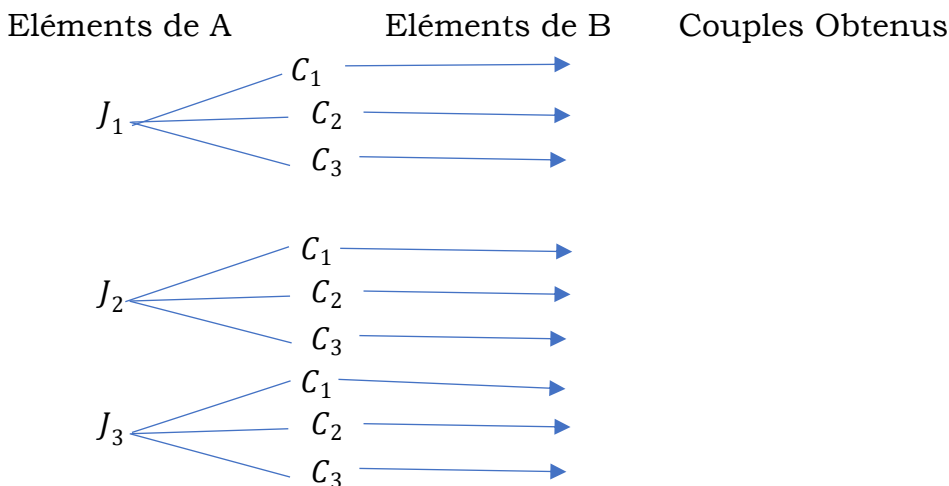 Eléments de A Eléments de B Couples Obtenus
C₁
J₁ C₂
C₃
C₁
J₂ C₂
C₃
C₁
J₃ C₂
C₃